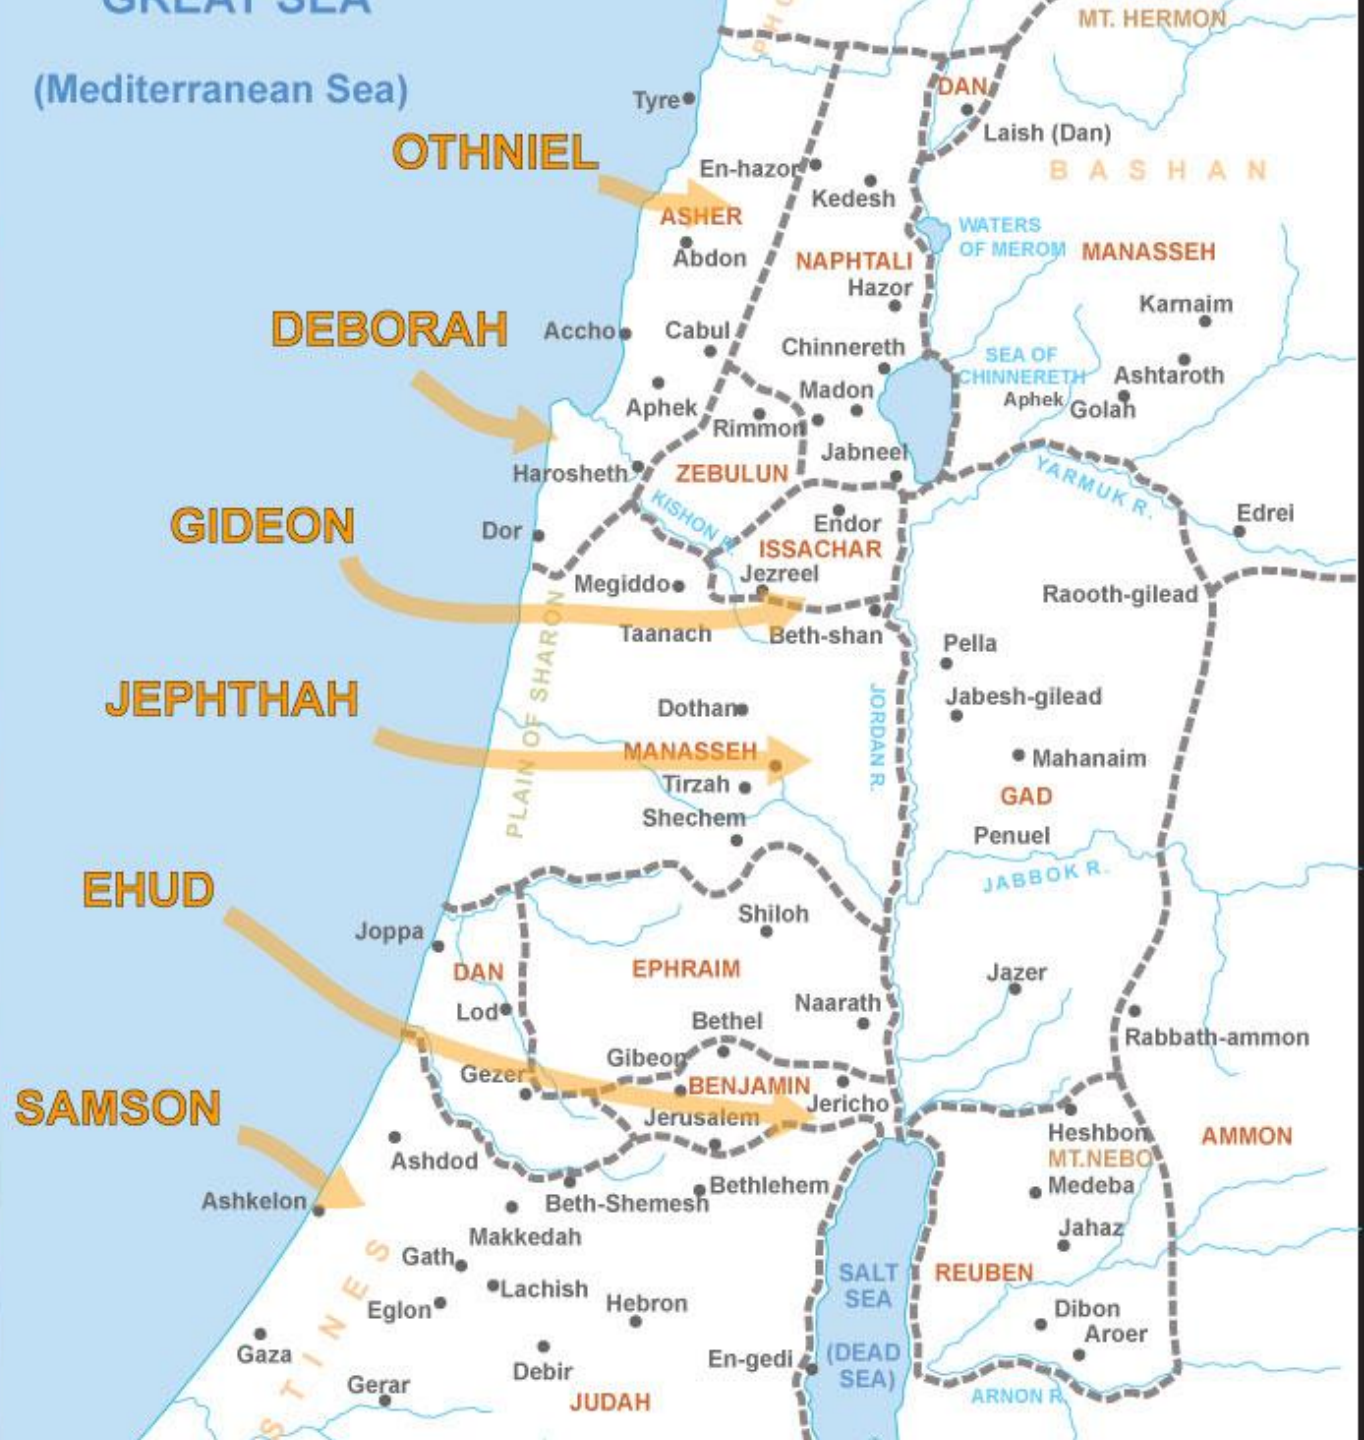 GREAT SEA
(Mediterranean Sea)
MT. HERMON
DAN
Tyre
Laish (Dan)
OTHNIEL
En-hazor
BASHAN
Kedesh
ASHER
WATERS
OF MEROM
MANASSEH
Abdon
NAPHTALI
Hazor
Karnaim
DEBORAH
Accho
Cabul
Chinnereth
SEA OF
CHINNERETH
Ashtaroth
Madon
Aphek
Aphek
Golah
Rimmon
Jabneel
Harosheth
ZEBULUN
YARMUK R.
KISHON R.
GIDEON
Dor
Endor
Edrei
ISSACHAR
Megiddo
Jezreel
Raooth-gilead
Taanach
Beth-shan
Pella
PLAIN OF SHARON
JEPHTHAH
JORDAN R.
Jabesh-gilead
Dothan
MANASSEH
Mahanaim
Tirzah
GAD
Shechem
Penuel
JABBOK R.
EHUD
Shiloh
Joppa
DAN
EPHRAIM
Jazer
Lod
Naarath
Bethel
Rabbath-ammon
Gibeon
Gezer
BENJAMIN
Jericho
SAMSON
Jerusalem
Heshbon
AMMON
Ashdod
MT.NEBO
Ashkelon
Beth-Shemesh
Bethlehem
Medeba
Makkedah
Jahaz
Gath
SALT
SEA
REUBEN
Lachish
Eglon
Hebron
Dibon
Aroer
Gaza
Debir
En-gedi
(DEAD
SEA)
Gerar
JUDAH
ARNON R
STINES